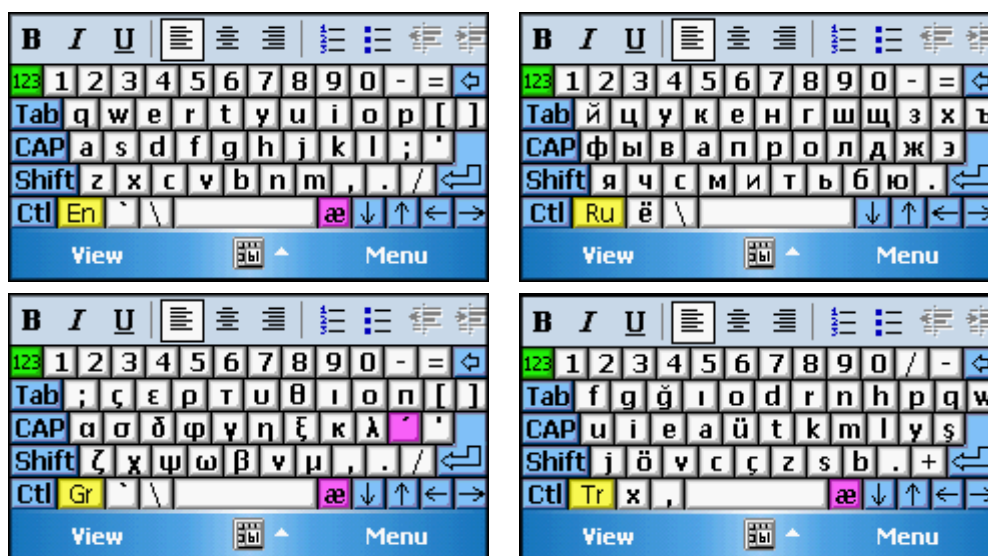 B I U
123 1 2 3 4 5 6 7 8 9 0 - =
Tab q w e r t y u i o p [ ]
CAP a s d f g h j k l ; '
Shift z x c v b n m , . /
Ctl En ` \ æ ↓ ↑ ← →
View Menu
B I U
123 1 2 3 4 5 6 7 8 9 0 - =
Tab й ц у к е н г ш щ з х ъ
CAP ф ы в а п р о л д ж э
Shift я ч с м и т ь б ю .
Ctl Ru ё \ ↓ ↑ ← →
View Menu
B I U
123 1 2 3 4 5 6 7 8 9 0 - =
Tab ; ς ε ρ τ υ θ ι ο π [ ]
CAP α σ δ φ γ η ξ κ λ ΄ '
Shift ζ χ ψ ω β ν μ , . /
Ctl Gr ` \ æ ↓ ↑ ← →
View Menu
B I U
123 1 2 3 4 5 6 7 8 9 0 / -
Tab f g ğ ı o d r n h p q w
CAP u i e a ü t k m l y ş
Shift j ö v c ç z s b . +
Ctl Tr x , æ ↓ ↑ ← →
View Menu